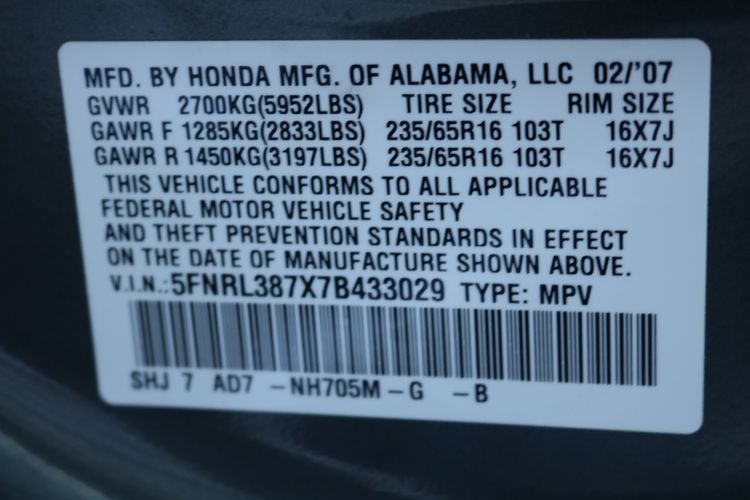 MFD. BY HONDA MFG. OF ALABAMA, LLC 02/'07
GVWR 2700KG(5952LBS) TIRE SIZE RIM SIZE
GAWR F 1285KG(2833LBS) 235/65R16 103T 16X7J
GAWR R 1450KG(3197LBS) 235/65R16 103T 16X7J
THIS VEHICLE CONFORMS TO ALL APPLICABLE
FEDERAL MOTOR VEHICLE SAFETY
AND THEFT PREVENTION STANDARDS IN EFFECT
ON THE DATE OF MANUFACTURE SHOWN ABOVE.
V.I.N.:5FNRL387X7B433029 TYPE: MPV
SHJ 7 AD7 -NH705M-G -B